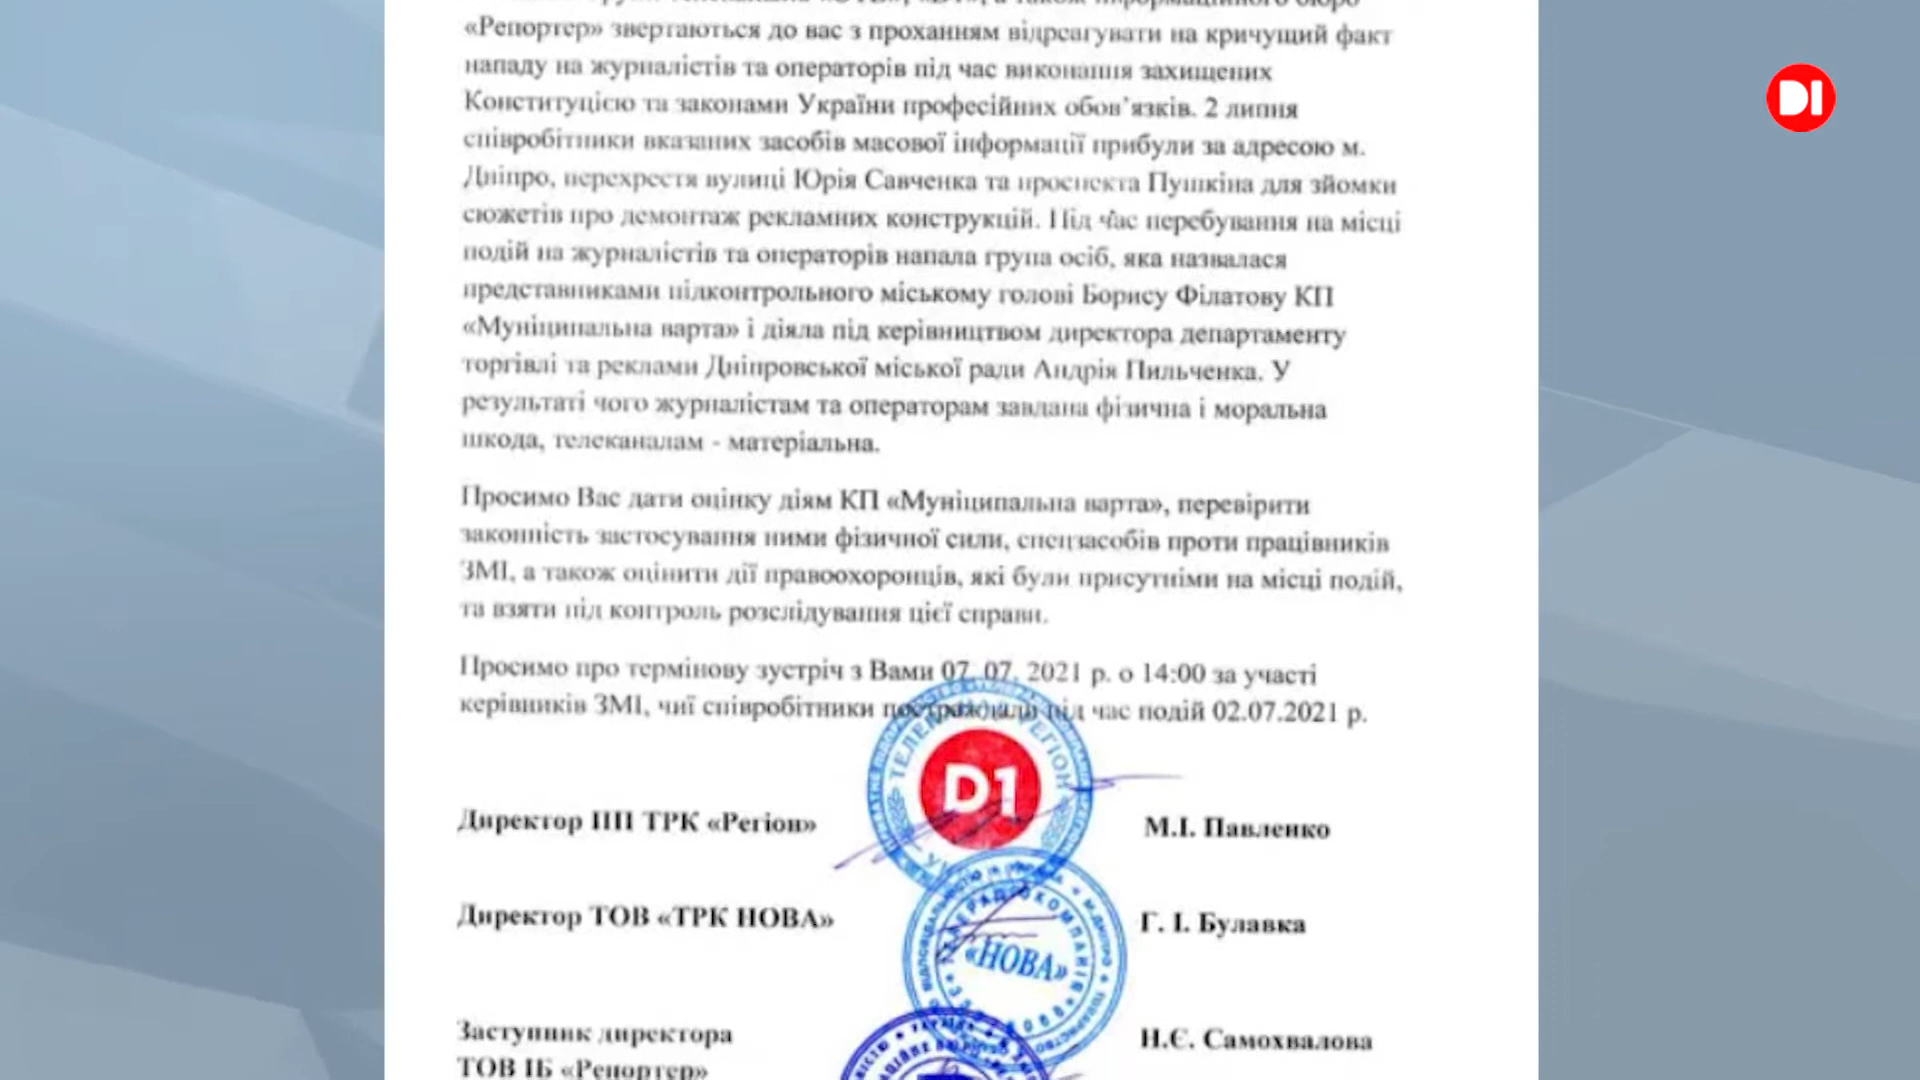 «Репортер» звертаються до вас з проханням відреагувати на кричущий факт
нападу на журналістів та операторів під час виконання захищених
Конституцією та законами України професійних обов’язків. 2 липня
співробітники вказаних засобів масової інформації прибули за адресою м.
Дніпро, перехрестя вулиці Юрія Савченка та проспекта Пушкіна для зйомки
сюжетів про демонтаж рекламних конструкцій. Під час перебування на місці
подій на журналістів та операторів напала група осіб, яка назвалася
представниками підконтрольного міському голові Борису Філатову КП
«Муніципальна варта» і діяла під керівництвом директора департаменту
торгівлі та реклами Дніпровської міської ради Андрія Пильченка. У
результаті чого журналістам та операторам завдана фізична і моральна
шкода, телеканалам - матеріальна.
Просимо Вас дати оцінку діям КП «Муніципальна варта», перевірити
законність застосування ними фізичної сили, спецзасобів проти працівників
ЗМІ, а також оцінити дії правоохоронців, які були присутніми на місці подій,
та взяти під контроль розслідування цієї справи.
Просимо про термінову зустріч з Вами 07. 07. 2021 р. о 14:00 за участі
керівників ЗМІ, чиї співробітники постраждали під час подій 02.07.2021 р.
D1
Директор ПП ТРК «Регіон» М.І. Павленко
Директор ТОВ «ТРК НОВА» Г. І. Булавка
«НОВА»
Заступник директора Н.Є. Самохвалова
ТОВ ІБ «Репортер»
D1